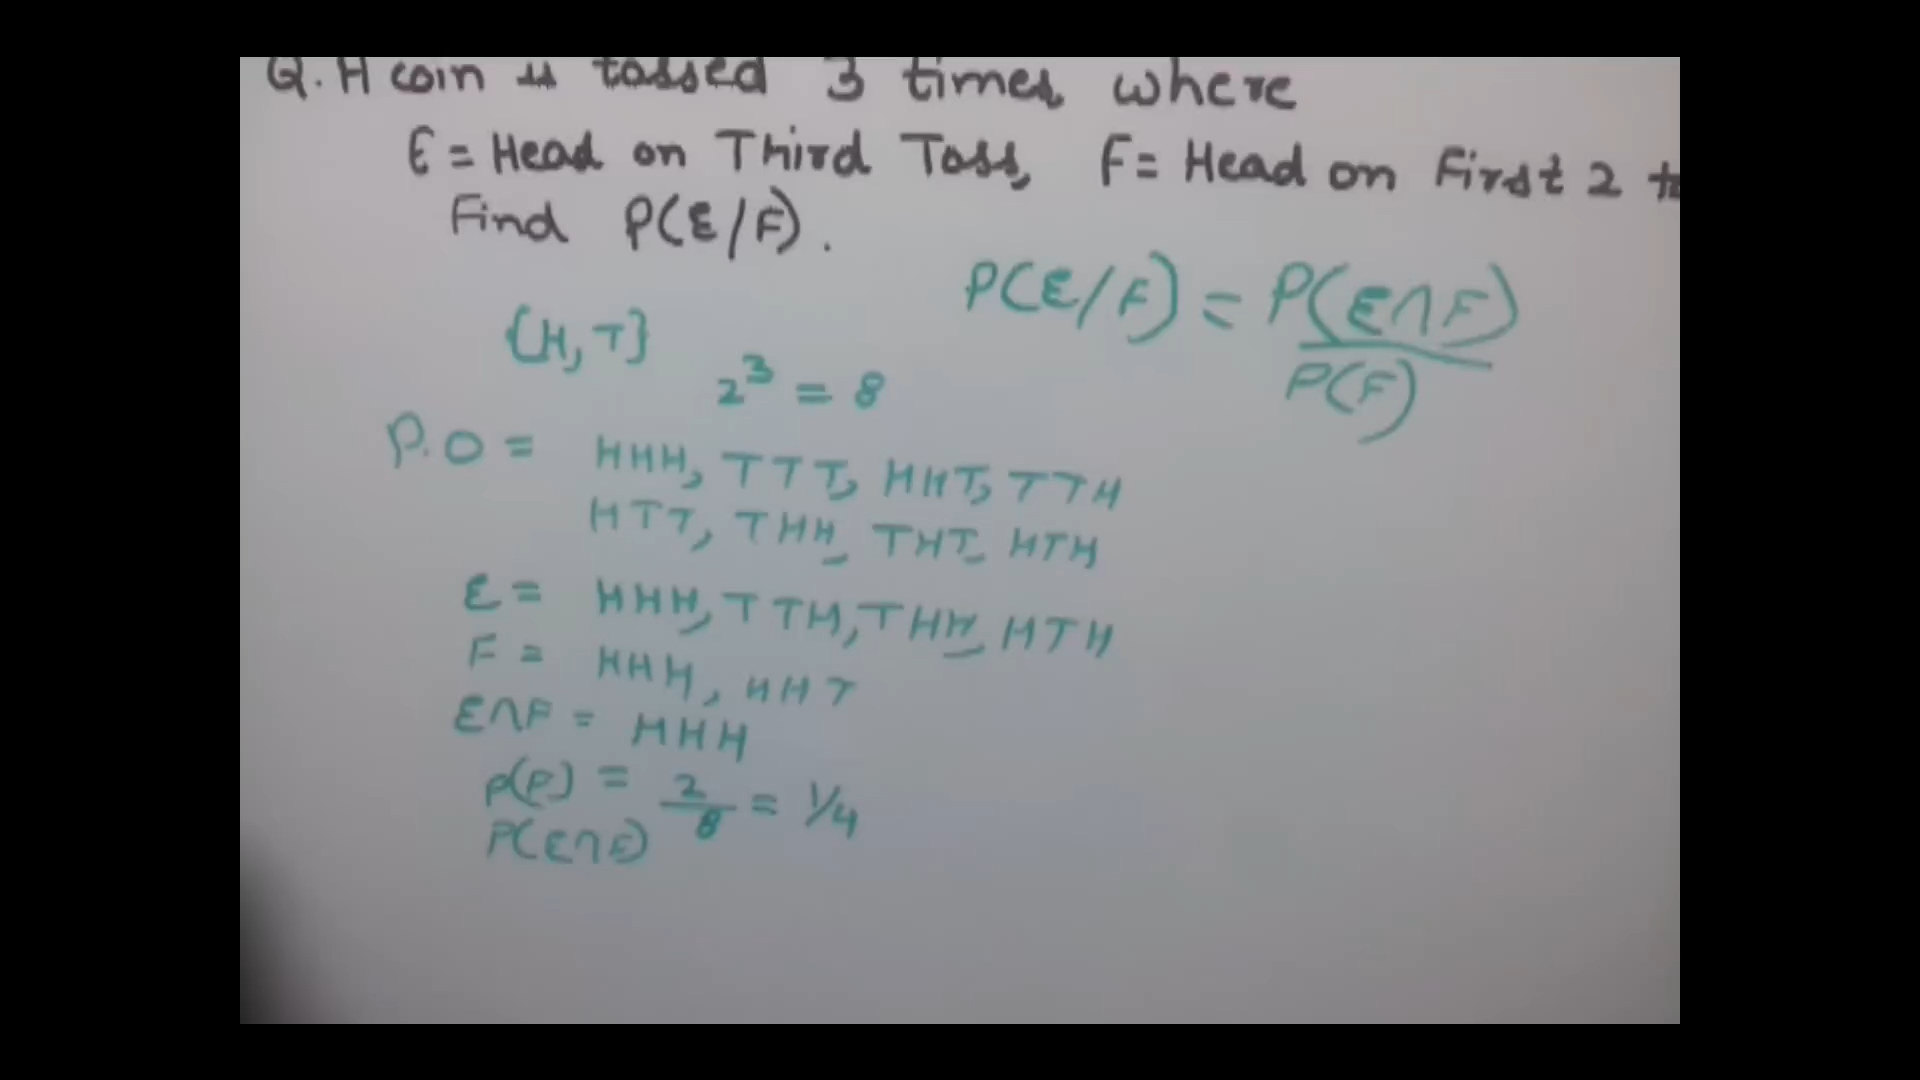 Q. A coin is tossed 3 times, where
E = Head on Third Toss, F = Head on First 2
Find P(E/F).
P(E/F) = P(E∩F) / P(F)
{H, T}
2³ = 8
P.O = HHH, TTT, HHT, TTH
HTT, THH, THT, HTH
E = HHH, TTH, THH, HTH
F = HHH, HHT
E∩F = HHH
P(F) = 2/8 = 1/4
P(E∩F)